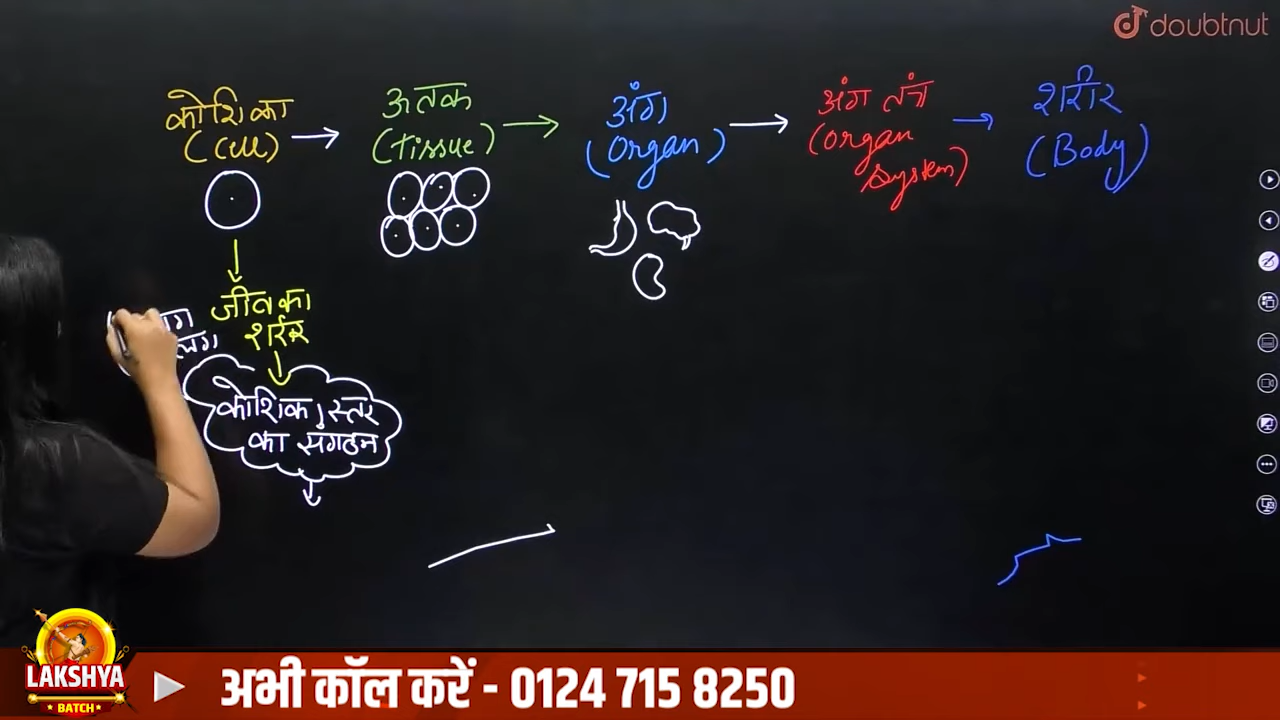 doubtnut
कोशिका
(Cell)
ऊतक
(tissue)
अंग
(Organ)
अंग तंत्र
(organ
system)
शरीर
(Body)
जीव का
शरीर
कोशिका स्तर
का संगठन
LAKSHYA
BATCH
अभी कॉल करें - 0124 715 8250